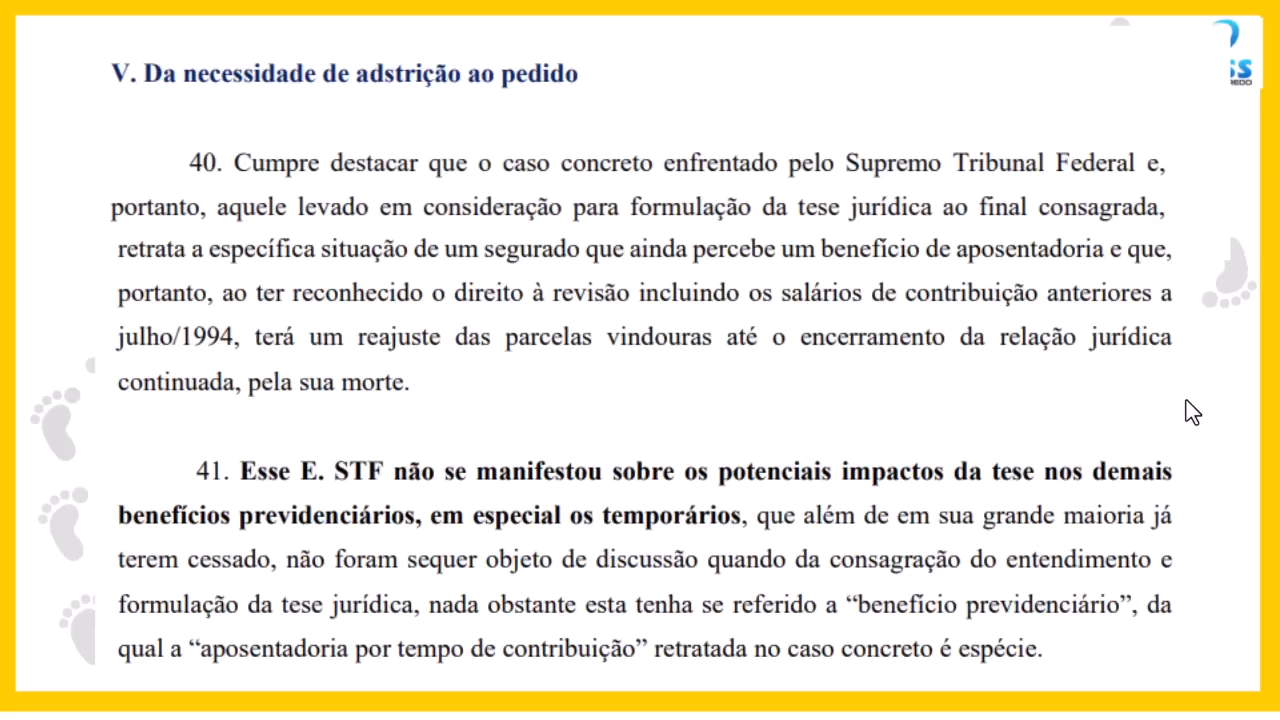 V. Da necessidade de adstrição ao pedido
40. Cumpre destacar que o caso concreto enfrentado pelo Supremo Tribunal Federal e,
portanto, aquele levado em consideração para formulação da tese jurídica ao final consagrada,
retrata a específica situação de um segurado que ainda percebe um benefício de aposentadoria e que,
portanto, ao ter reconhecido o direito à revisão incluindo os salários de contribuição anteriores a
julho/1994, terá um reajuste das parcelas vindouras até o encerramento da relação jurídica
continuada, pela sua morte.
41. Esse E. STF não se manifestou sobre os potenciais impactos da tese nos demais
benefícios previdenciários, em especial os temporários, que além de em sua grande maioria já
terem cessado, não foram sequer objeto de discussão quando da consagração do entendimento e
formulação da tese jurídica, nada obstante esta tenha se referido a “benefício previdenciário”, da
qual a “aposentadoria por tempo de contribuição” retratada no caso concreto é espécie.